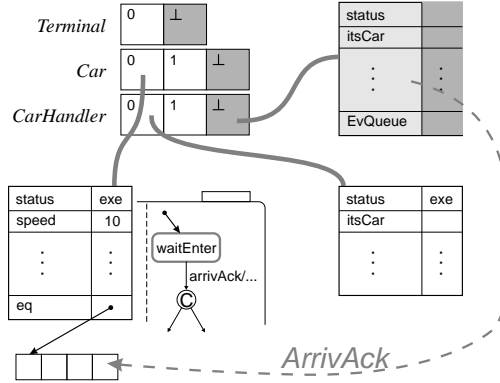 Terminal 0 ⊥
Car 0 1 ⊥
CarHandler 0 1 ⊥
status
itsCar
EvQueue
status exe
speed 10
eq
waitEnter
arrivAck/...
C
status exe
itsCar
ArrivAck